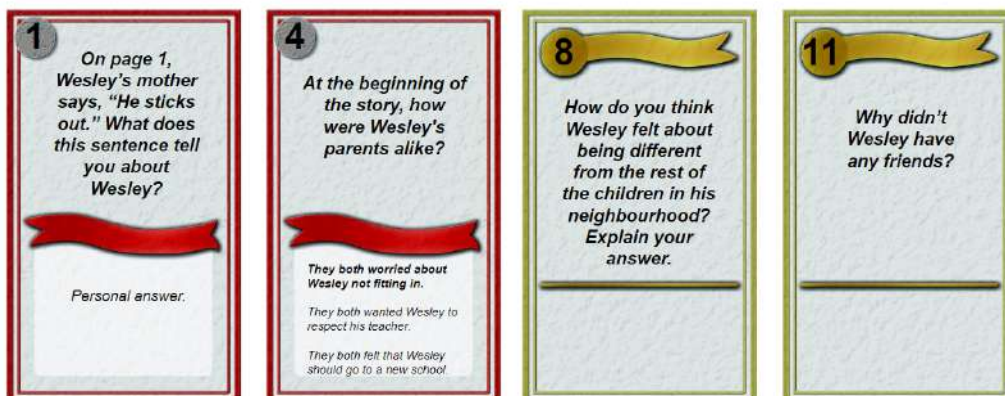 1
On page 1,
Wesley's mother
says, “He sticks
out.” What does
this sentence tell
you about
Wesley?
Personal answer.
4
At the beginning of
the story, how
were Wesley's
parents alike?
They both worried about
Wesley not fitting in.
They both wanted Wesley to
respect his teacher.
They both felt that Wesley
should go to a new school.
8
How do you think
Wesley felt about
being different
from the rest of
the children in his
neighbourhood?
Explain your
answer.
11
Why didn't
Wesley have
any friends?